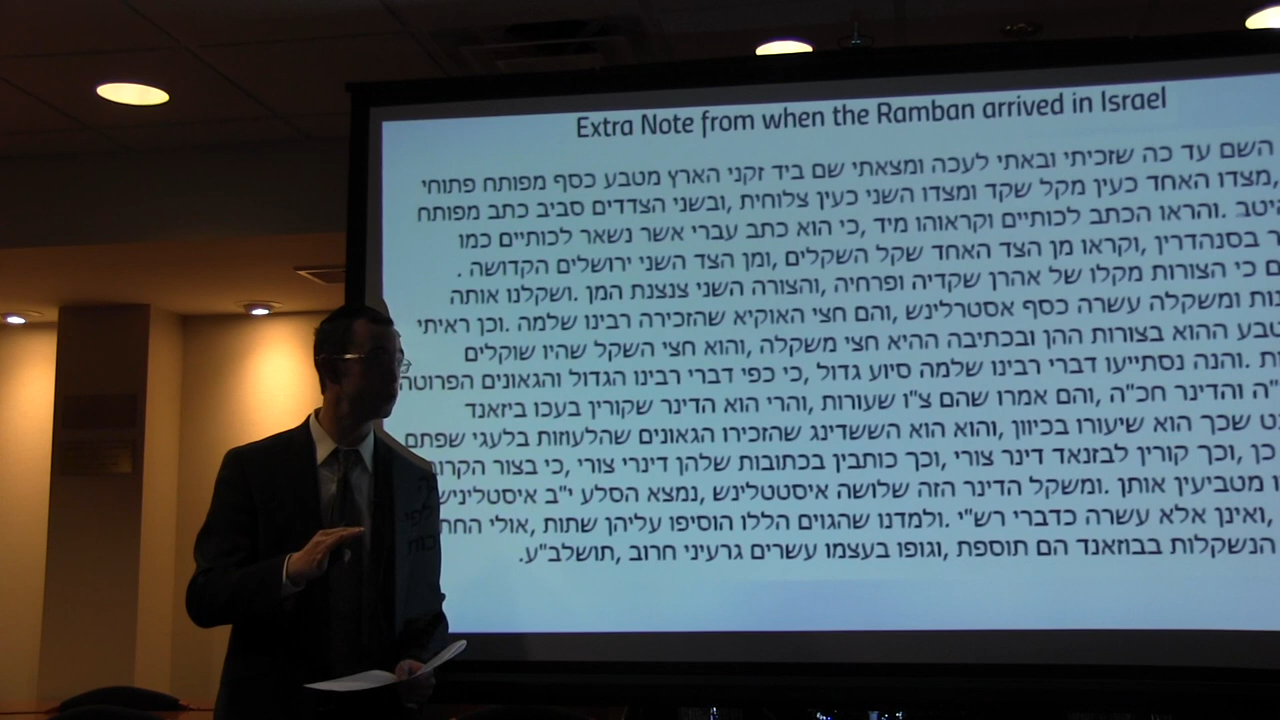 Extra Note from when the Ramban arrived in Israel
השם עד כה שזכיתי ובאתי לעכה ומצאתי שם ביד זקני הארץ מטבע כסף מפותח פתוחי
,מצדו האחד כעין מקל שקד ומצדו השני כעין צלוחית ,ובשני הצדדים סביב כתב מפותח
.והראו הכתב לכותיים וקראוהו מיד ,כי הוא כתב עברי אשר נשאר לכותיים כמו
בסנהדרין ,וקראו מן הצד האחד שקל השקלים ,ומן הצד השני ירושלים הקדושה .
כי הצורות מקלו של אהרן שקדיה ופרחיה ,והצורה השני צנצנת המן .ושקלנו אותה
ומשקלה עשרה כסף אסטרלינש ,והם חצי האוקיא שהזכירה רבינו שלמה .וכן ראיתי
ההוא בצורות ההן ובכתיבה ההיא חצי משקלה ,והוא חצי השקל שהיו שוקלים
.והנה נסתייעו דברי רבינו שלמה סיוע גדול ,כי כפי דברי רבינו הגדול והגאונים הפרוטה
והדינר חכ"ה ,והם אמרו שהם צ"ו שעורות ,והרי הוא הדינר שקורין בעכו ביזאנד
שכך הוא שיעורו בכיוון ,והוא הוא הששדינג שהזכירו הגאונים שהלעוזות בלעגי שפתם
כן ,וכך קורין לבזנאד דינר צורי ,וכך כותבין בכתובות שלהן דינרי צורי ,כי בצור
מטביעין אותן .ומשקל הדינר הזה שלושה איסטטלינש ,נמצא הסלע י"ב
,ואינן אלא עשרה כדברי רש"י .ולמדנו שהגוים הללו הוסיפו עליהן שתות ,אולי
הנשקלות בבוזאנד הם תוספת ,וגופו בעצמו עשרים גרעיני חרוב ,תושלב"ע.